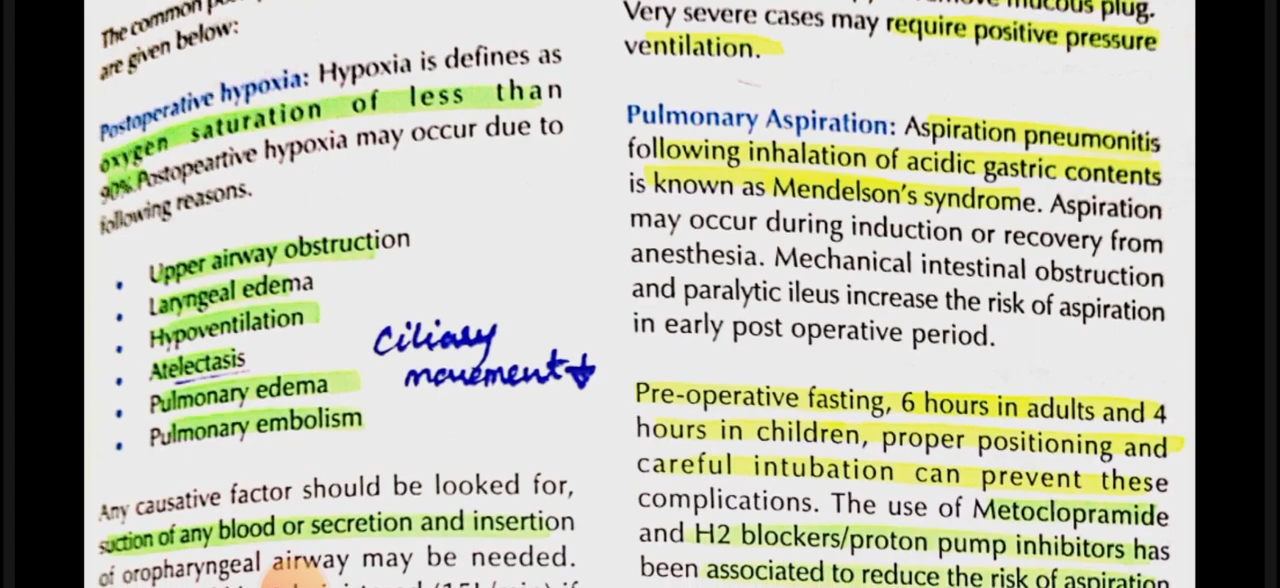 The common
are given below:
Postoperative hypoxia: Hypoxia is defines as
oxygen saturation of less than
90%. Postopeartive hypoxia may occur due to
following reasons.
• Upper airway obstruction
• Laryngeal edema
• Hypoventilation
• Atelectasis
• Pulmonary edema
• Pulmonary embolism
Ciliary
movement ↓
Any causative factor should be looked for,
suction of any blood or secretion and insertion
of oropharyngeal airway may be needed.
mucous plug.
Very severe cases may require positive pressure
ventilation.
Pulmonary Aspiration: Aspiration pneumonitis
following inhalation of acidic gastric contents
is known as Mendelson's syndrome. Aspiration
may occur during induction or recovery from
anesthesia. Mechanical intestinal obstruction
and paralytic ileus increase the risk of aspiration
in early post operative period.
Pre-operative fasting, 6 hours in adults and 4
hours in children, proper positioning and
careful intubation can prevent these
complications. The use of Metoclopramide
and H2 blockers/proton pump inhibitors has
been associated to reduce the risk of aspiration